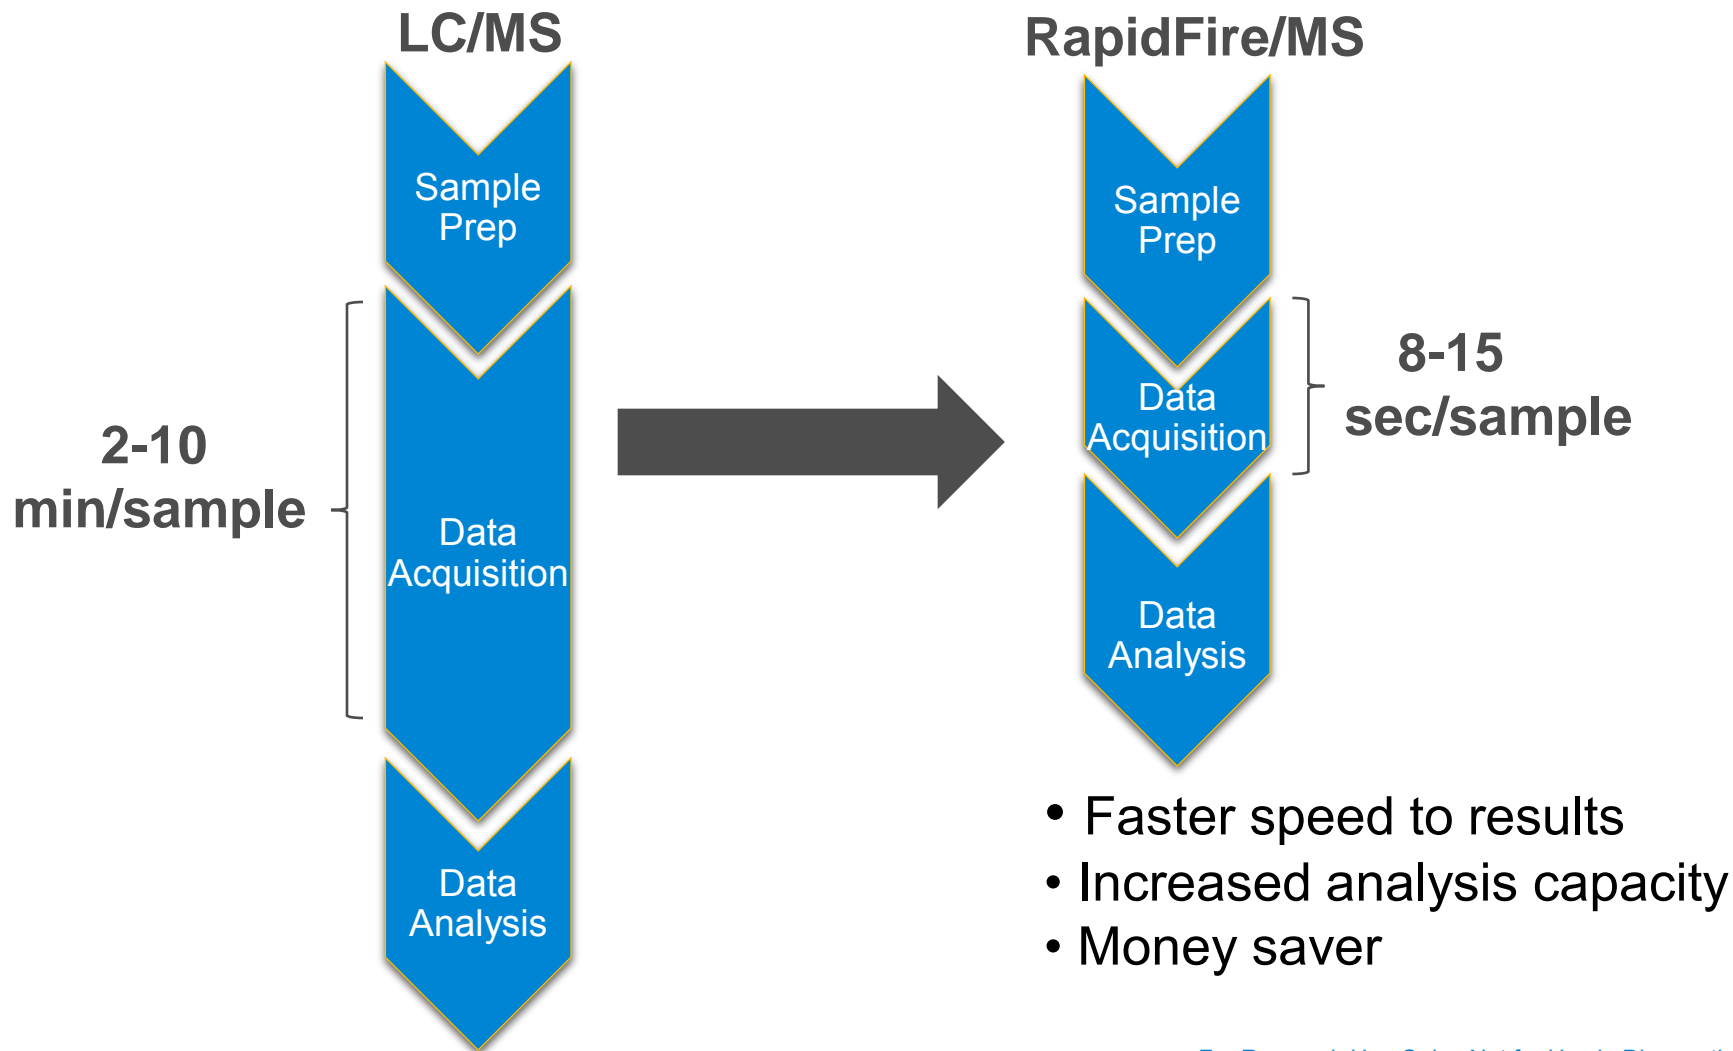 LC/MS
Sample
Prep
2-10
min/sample
Data
Acquisition
Data
Analysis
RapidFire/MS
Sample
Prep
Data
Acquisition
8-15
sec/sample
Data
Analysis
• Faster speed to results
• Increased analysis capacity
• Money saver